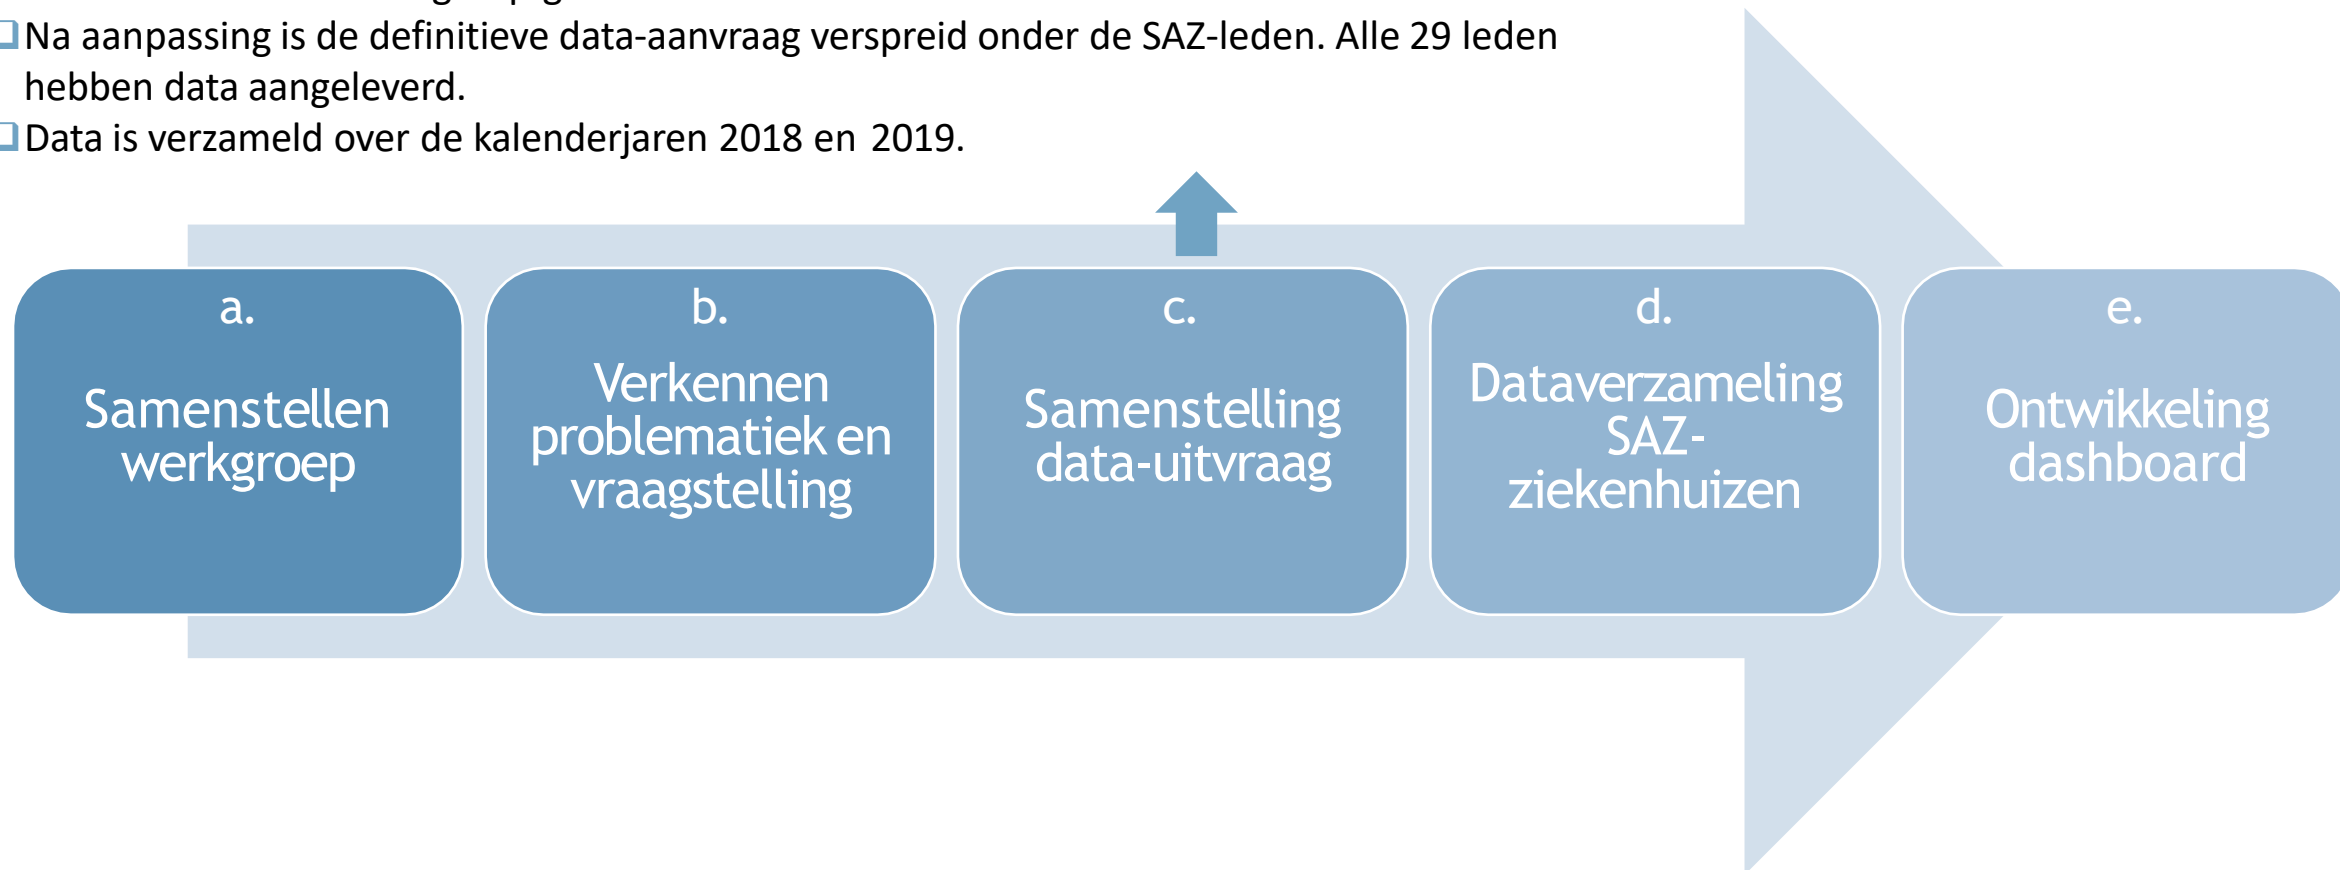 Na aanpassing is de definitieve data-aanvraag verspreid onder de SAZ-leden. Alle 29 leden
hebben data aangeleverd.
Data is verzameld over de kalenderjaren 2018 en 2019.
a.
Samenstellen
werkgroep
b.
Verkennen
problematiek en
vraagstelling
c.
Samenstelling
data-uitvraag
d.
Dataverzameling
SAZ-
ziekenhuizen
e.
Ontwikkeling
dashboard